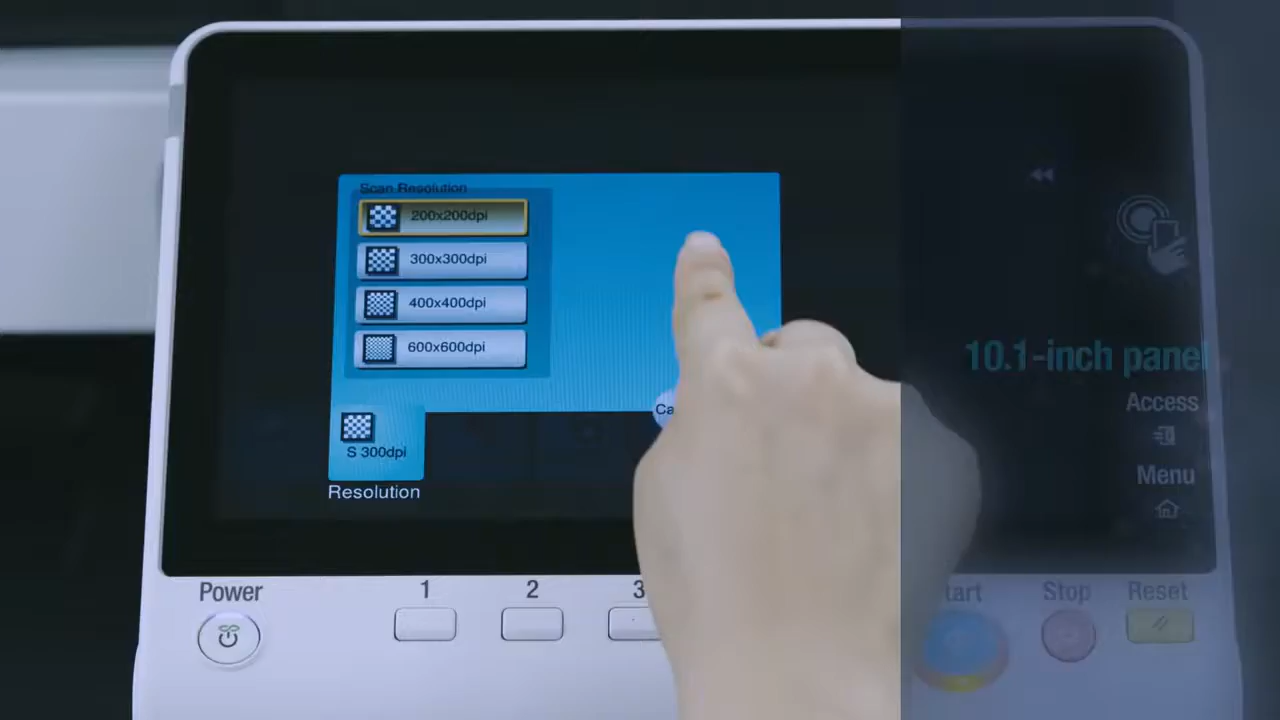 Scan Resolution
200x200dpi
300x300dpi
400x400dpi
600x600dpi
S 300dpi
Resolution
10.1-inch panel
Access
Menu
Power
1
2
3
Stop
Reset